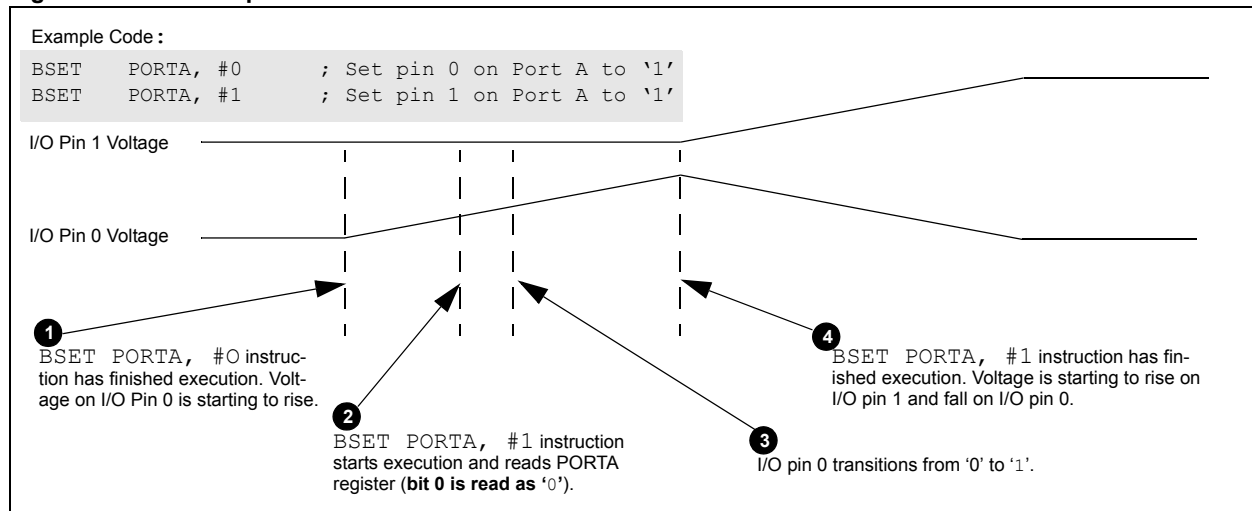 Example Code:
BSET PORTA, #0 ; Set pin 0 on Port A to ‘1’
BSET PORTA, #1 ; Set pin 1 on Port A to ‘1’
I/O Pin 1 Voltage
I/O Pin 0 Voltage
1
BSET PORTA, #O instruc-
tion has finished execution. Volt-
age on I/O Pin 0 is starting to rise.
2
BSET PORTA, #1 instruction
starts execution and reads PORTA
register (bit 0 is read as ‘0’).
3
I/O pin 0 transitions from ‘0’ to ‘1’.
4
BSET PORTA, #1 instruction has fin-
ished execution. Voltage is starting to rise on
I/O pin 1 and fall on I/O pin 0.